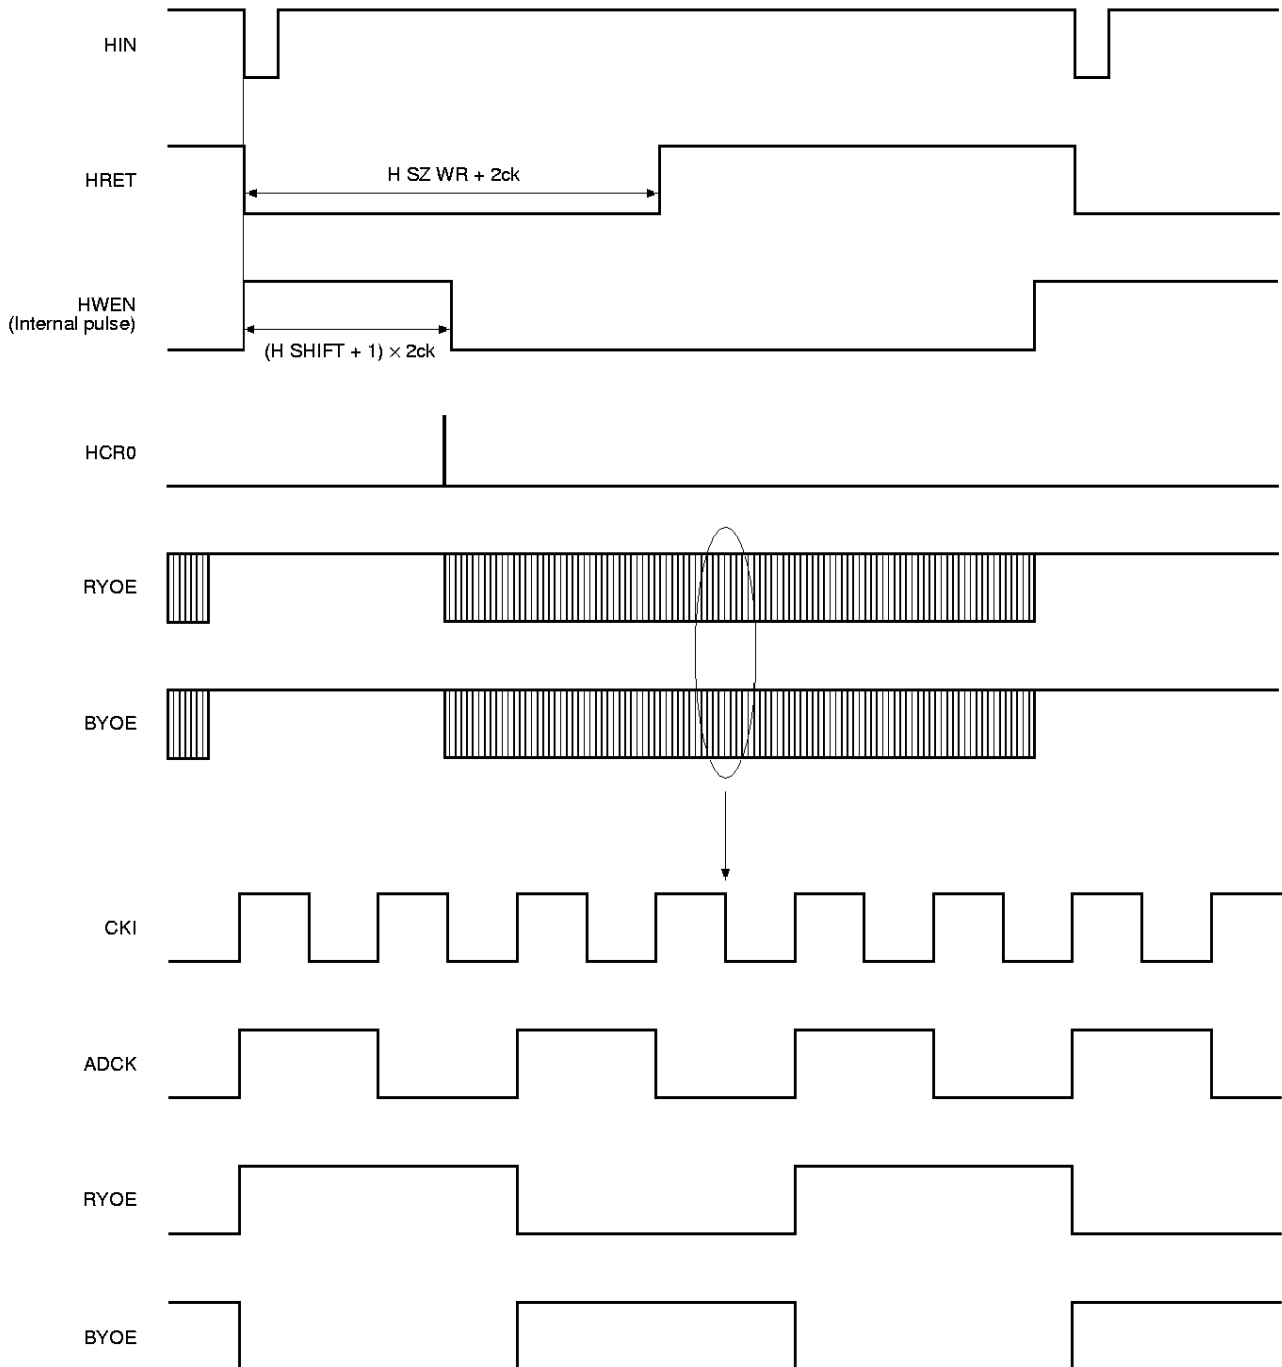 HIN
HRET
H SZ WR + 2ck
HWEN
(Internal pulse)
(H SHIFT + 1) × 2ck
HCR0
RYOE
BYOE
CKI
ADCK
RYOE
BYOE